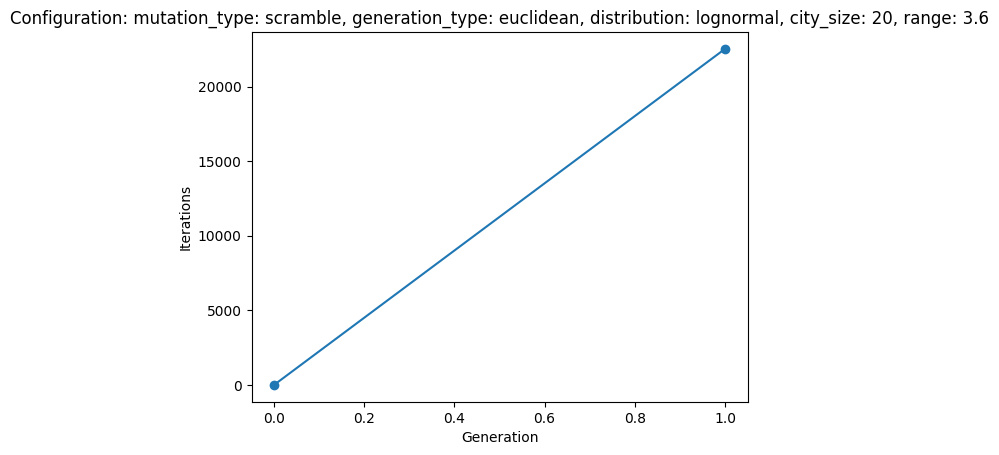 Configuration: mutation_type: scramble, generation_type: euclidean, distribution: lognormal, city_size: 20, range: 3.6
20000
15000
10000
5000
0
Iterations
0.0 0.2 0.4 0.6 0.8 1.0
Generation